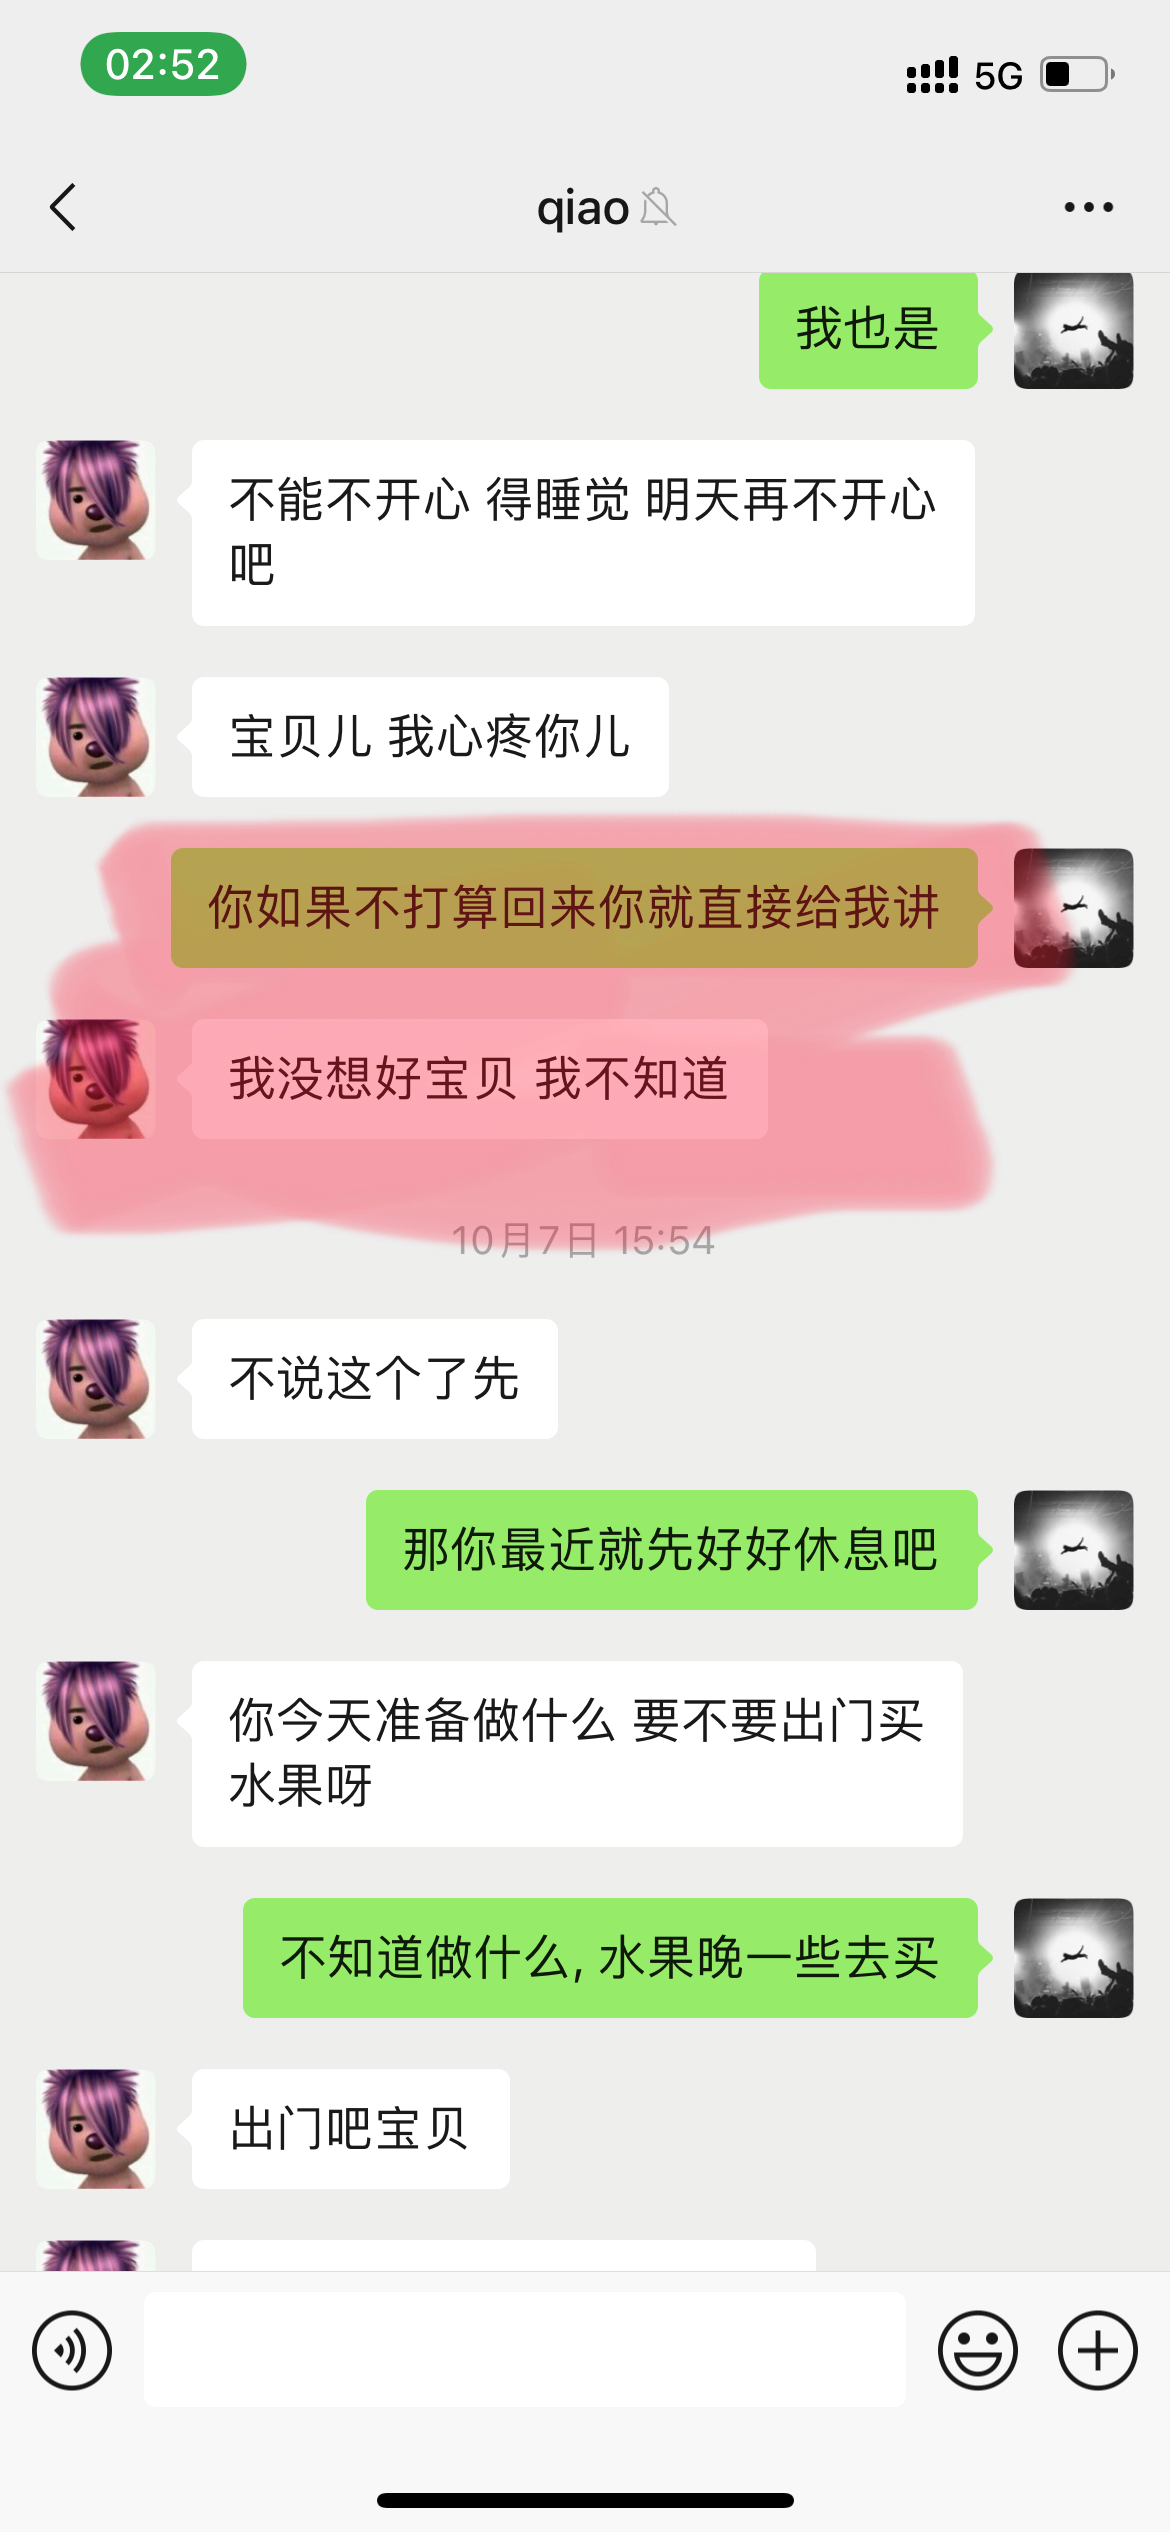 02:52
5G
qiao
我也是
不能不开心 得睡觉 明天再不开心
吧
宝贝儿 我心疼你儿
你如果不打算回来你就直接给我讲
我没想好宝贝 我不知道
10月7日 15:54
不说这个了先
那你最近就先好好休息吧
你今天准备做什么 要不要出门买
水果呀
不知道做什么, 水果晚一些去买
出门吧宝贝